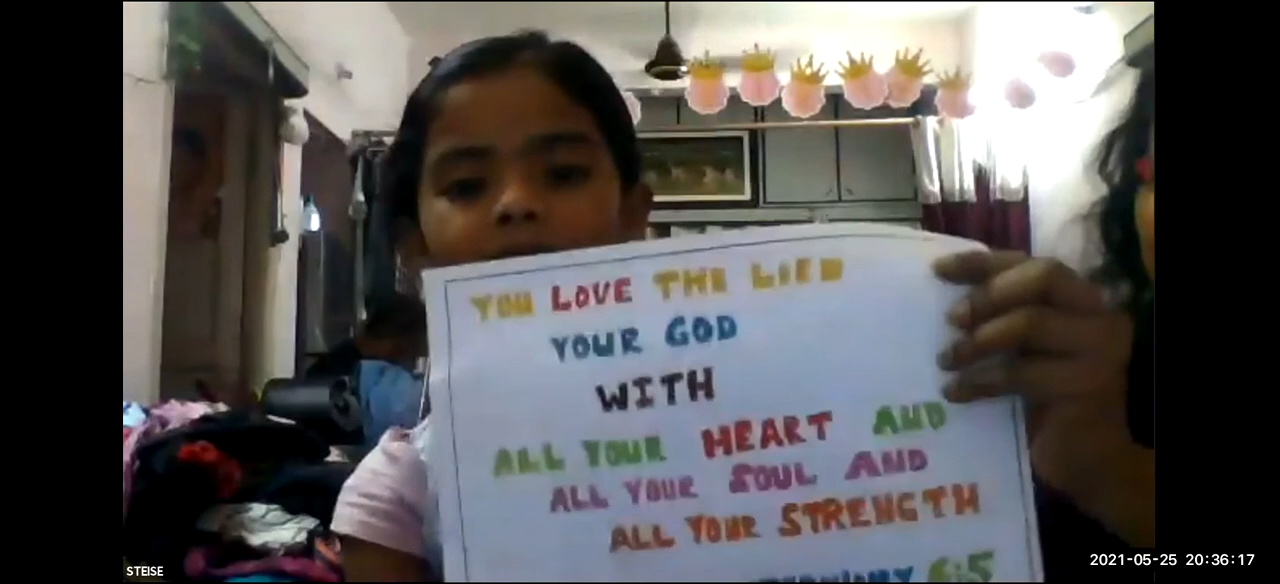 YOU LOVE THE LIED
YOUR GOD
WITH
ALL YOUR HEART AND
ALL YOUR SOUL AND
ALL YOUR STRENGTH
6:5
STEISE
2021-05-25 20:36:17